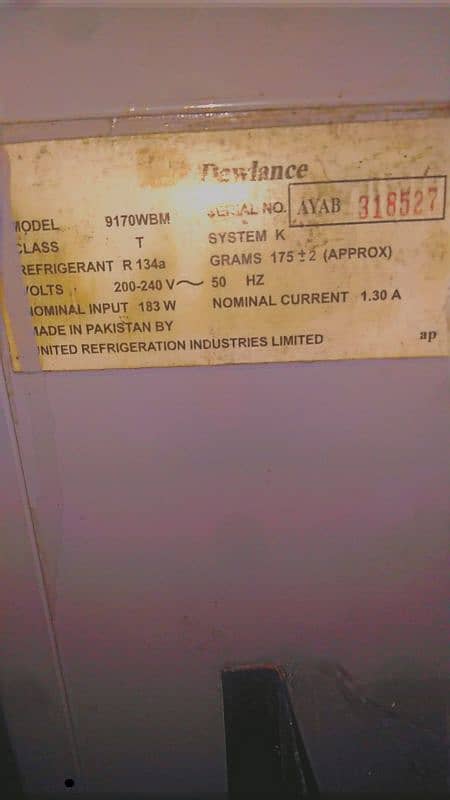 Dawlance
MODEL 9170WBM SERIAL NO. AYAB 318527
CLASS T SYSTEM K
REFRIGERANT R 134a GRAMS 175 ± 2 (APPROX)
VOLTS 200-240 V ~ 50 HZ
NOMINAL INPUT 183 W NOMINAL CURRENT 1.30 A
MADE IN PAKISTAN BY
UNITED REFRIGERATION INDUSTRIES LIMITED ap